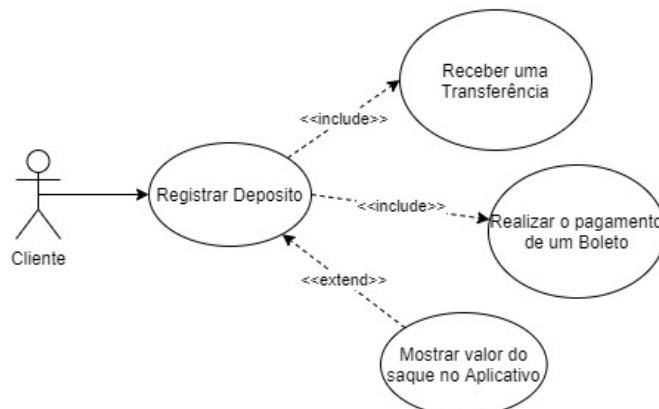 Receber uma
Transferência
<<include>>
Registrar Deposito
<<include>>
Realizar o pagamento
de um Boleto
Cliente
<<extend>>
Mostrar valor do
saque no Aplicativo